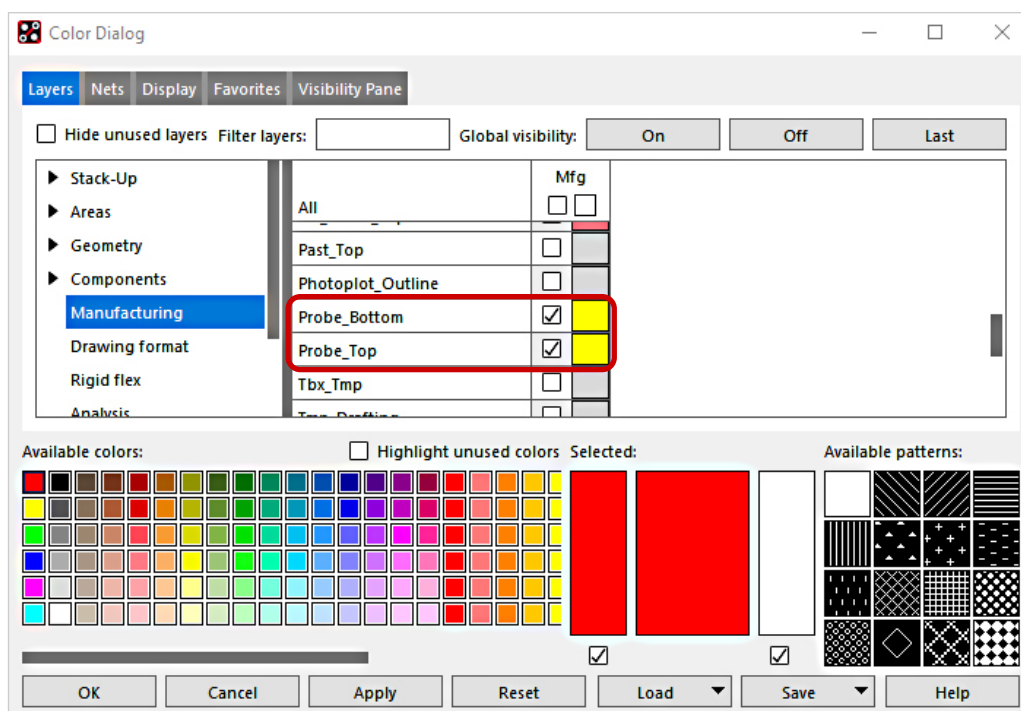 Color Dialog
Layers Nets Display Favorites Visibility Pane
Hide unused layers Filter layers: Global visibility: On Off Last
Stack-Up
Areas
Geometry
Components
Manufacturing
Drawing format
Rigid flex
Analysis
Mfg
All
Past_Top
Photoplot_Outline
Probe_Bottom
Probe_Top
Tbx_Tmp
Tmp_Drafting
Available colors: Highlight unused colors Selected: Available patterns:
OK Cancel Apply Reset Load Save Help